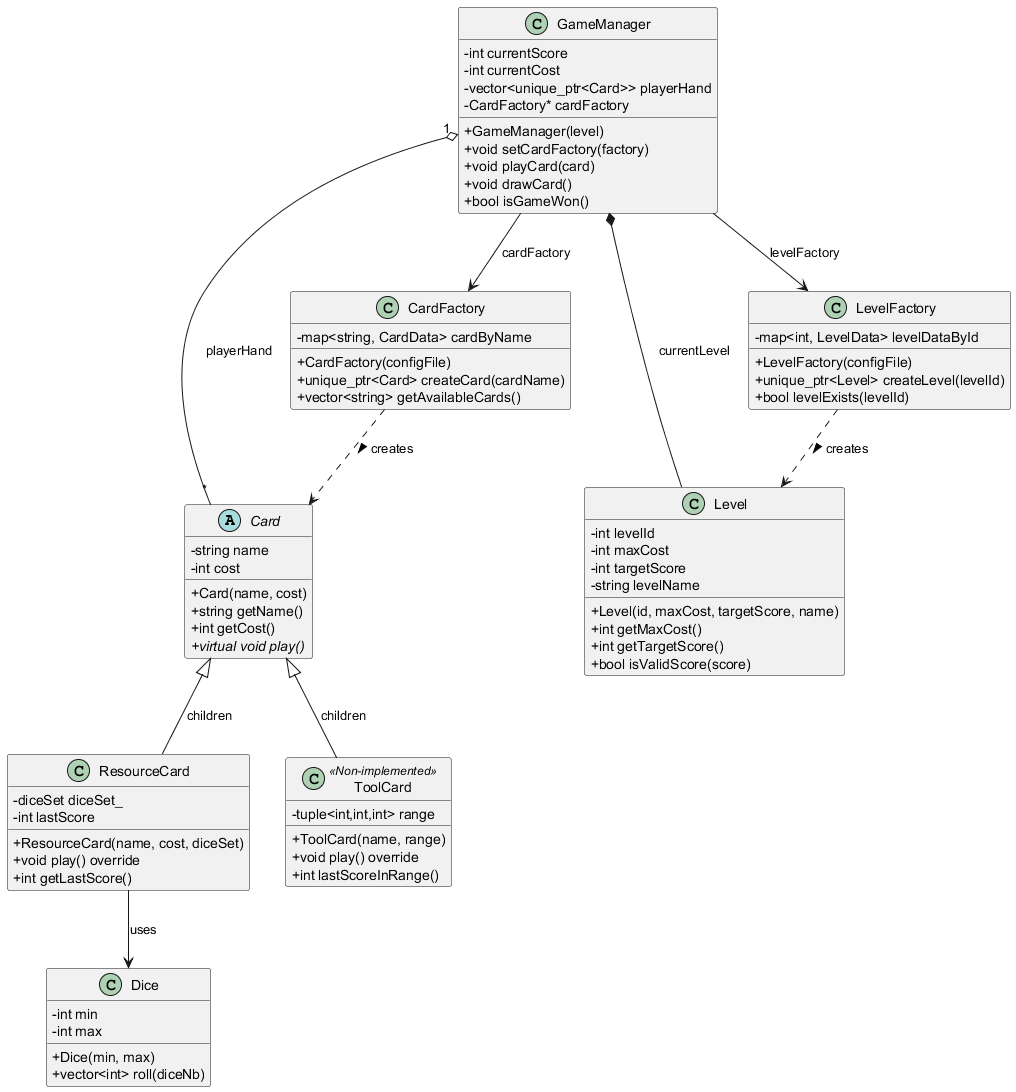 C GameManager
-int currentScore
-int currentCost
-vector<unique_ptr<Card>> playerHand
-CardFactory* cardFactory
+GameManager(level)
+void setCardFactory(factory)
+void playCard(card)
+void drawCard()
+bool isGameWon()
1
cardFactory
levelFactory
playerHand
currentLevel
C CardFactory
-map<string, CardData> cardByName
+CardFactory(configFile)
+unique_ptr<Card> createCard(cardName)
+vector<string> getAvailableCards()
C LevelFactory
-map<int, LevelData> levelDataById
+LevelFactory(configFile)
+unique_ptr<Level> createLevel(levelId)
+bool levelExists(levelId)
creates
creates
*
A Card
-string name
-int cost
+Card(name, cost)
+string getName()
+int getCost()
+virtual void play()
C Level
-int levelId
-int maxCost
-int targetScore
-string levelName
+Level(id, maxCost, targetScore, name)
+int getMaxCost()
+int getTargetScore()
+bool isValidScore(score)
children
children
C ResourceCard
-diceSet diceSet_
-int lastScore
+ResourceCard(name, cost, diceSet)
+void play() override
+int getLastScore()
C «Non-implemented»
ToolCard
-tuple<int,int,int> range
+ToolCard(name, range)
+void play() override
+int lastScoreInRange()
uses
C Dice
-int min
-int max
+Dice(min, max)
+vector<int> roll(diceNb)